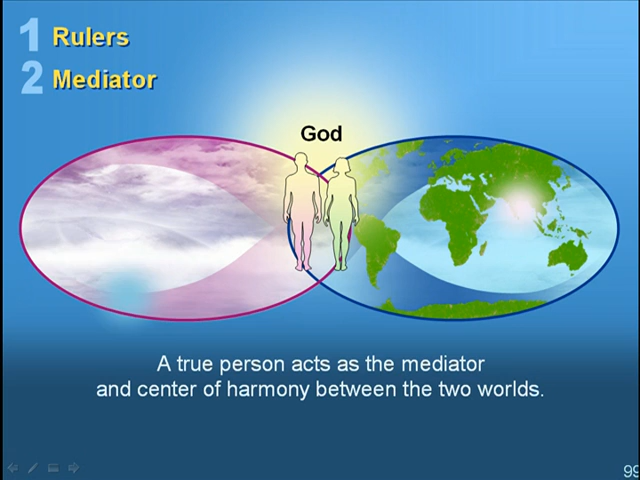 1 Rulers
2 Mediator
God
A true person acts as the mediator
and center of harmony between the two worlds.
99